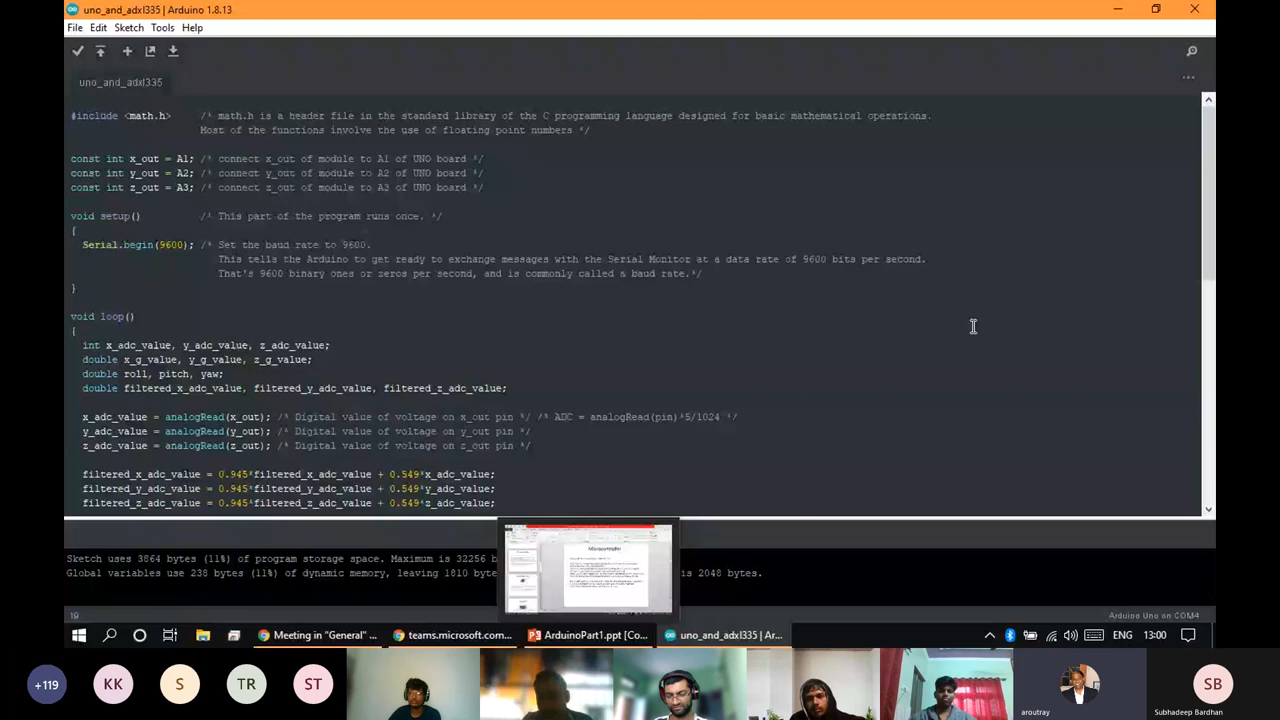 uno_and_adxl335 | Arduino 1.8.13
File Edit Sketch Tools Help
uno_and_adxl335
#include <math.h> /* math.h is a header file in the standard library of the C programming language designed for basic mathematical operations.
Most of the functions involve the use of floating point numbers */
const int x_out = A1; /* connect x_out of module to A1 of UNO board */
const int y_out = A2; /* connect y_out of module to A2 of UNO board */
const int z_out = A3; /* connect z_out of module to A3 of UNO board */
void setup() /* This part of the program runs once. */
{
Serial.begin(9600); /* Set the baud rate to 9600.
This tells the Arduino to get ready to exchange messages with the Serial Monitor at a data rate of 9600 bits per second.
That's 9600 binary ones or zeros per second, and is commonly called a baud rate.*/
}
void loop()
{
int x_adc_value, y_adc_value, z_adc_value;
double x_g_value, y_g_value, z_g_value;
double roll, pitch, yaw;
double filtered_x_adc_value, filtered_y_adc_value, filtered_z_adc_value;
x_adc_value = analogRead(x_out); /* Digital value of voltage on x_out pin */ /* ADC = analogRead(pin)*5/1024 */
y_adc_value = analogRead(y_out); /* Digital value of voltage on y_out pin */
z_adc_value = analogRead(z_out); /* Digital value of voltage on z_out pin */
filtered_x_adc_value = 0.945*filtered_x_adc_value + 0.549*x_adc_value;
filtered_y_adc_value = 0.945*filtered_y_adc_value + 0.549*y_adc_value;
filtered_z_adc_value = 0.945*filtered_z_adc_value + 0.549*z_adc_value;
Microcontroller
Sketch uses 3864 bytes (11%) of program storage space. Maximum is 32256 b
Global variables use 238 bytes (11%) of dynamic memory, leaving 1810 byte is 2048 bytes.
19 Arduino Uno on COM4
Meeting in "General" ... teams.microsoft.com... ArduinoPart1.ppt [Co... uno_and_adxl335 | Ar... ENG 13:00
+119 KK S TR ST SB
aroutray Subhadeep Bardhan